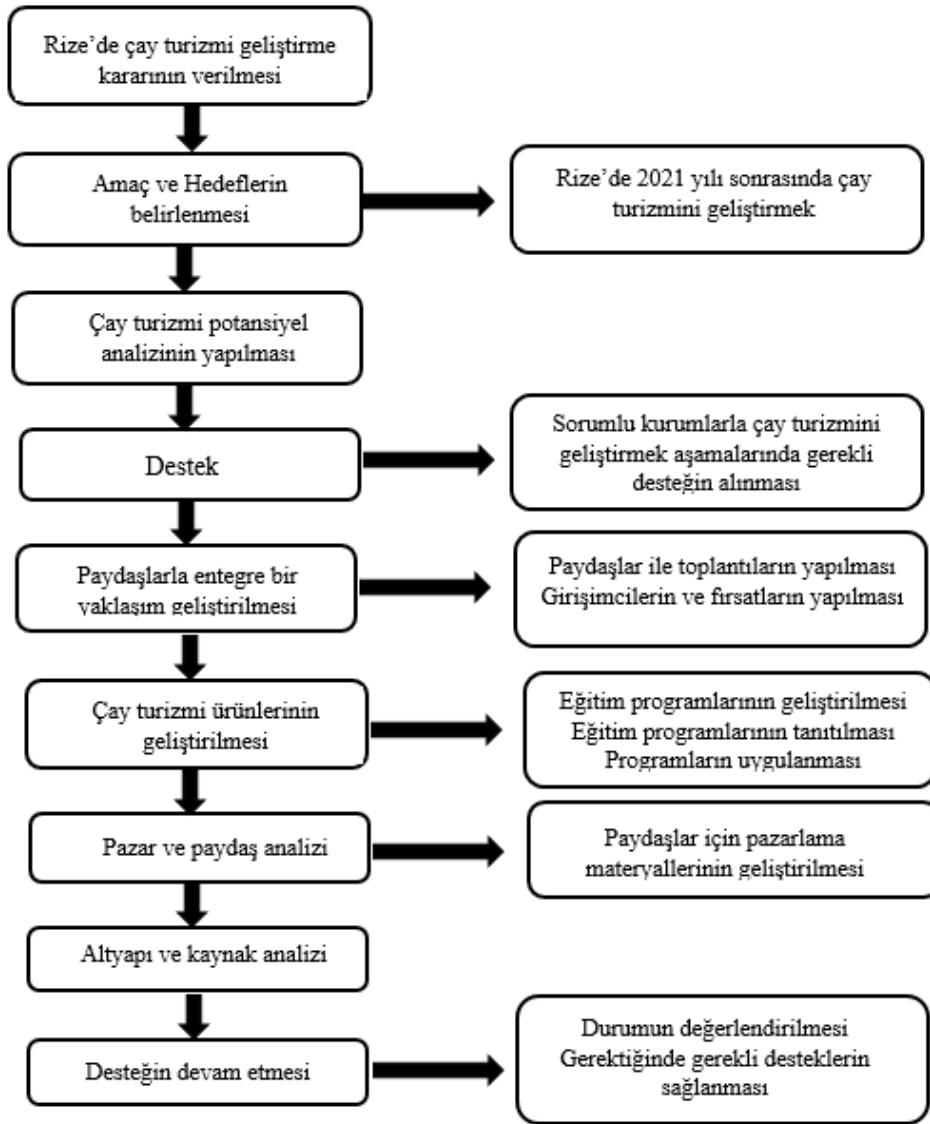 Rize’de çay turizmi geliştirme
kararının verilmesi
Amaç ve Hedeflerin
belirlenmesi
Rize’de 2021 yılı sonrasında çay
turizmini geliştirmek
Çay turizmi potansiyel
analizinin yapılması
Destek
Sorumlu kurumlarla çay turizmini
geliştirmek aşamalarında gerekli
desteğin alınması
Paydaşlarla entegre bir
yaklaşım geliştirilmesi
Paydaşlar ile toplantıların yapılması
Girişimcilerin ve fırsatların yapılması
Çay turizmi ürünlerinin
geliştirilmesi
Eğitim programlarının geliştirilmesi
Eğitim programlarının tanıtılması
Programların uygulanması
Pazar ve paydaş analizi
Paydaşlar için pazarlama
materyallerinin geliştirilmesi
Altyapı ve kaynak analizi
Desteğin devam etmesi
Durumun değerlendirilmesi
Gerektiğinde gerekli desteklerin
sağlanması